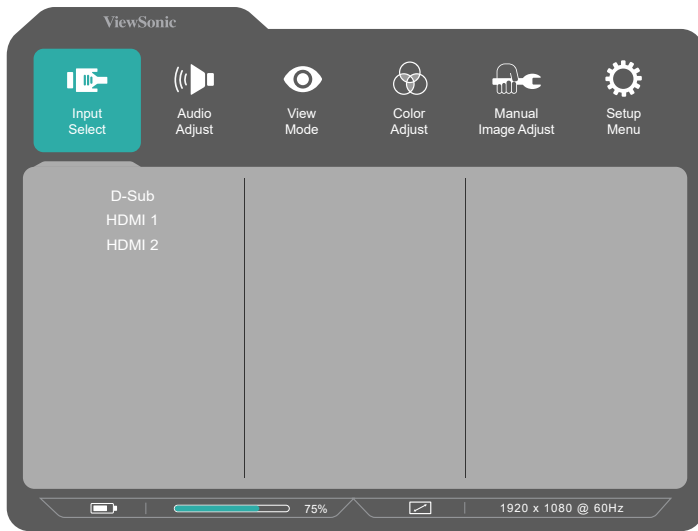 ViewSonic
Input
Select
Audio
Adjust
View
Mode
Color
Adjust
Manual
Image Adjust
Setup
Menu
D-Sub
HDMI 1
HDMI 2
75%
1920 x 1080 @ 60Hz